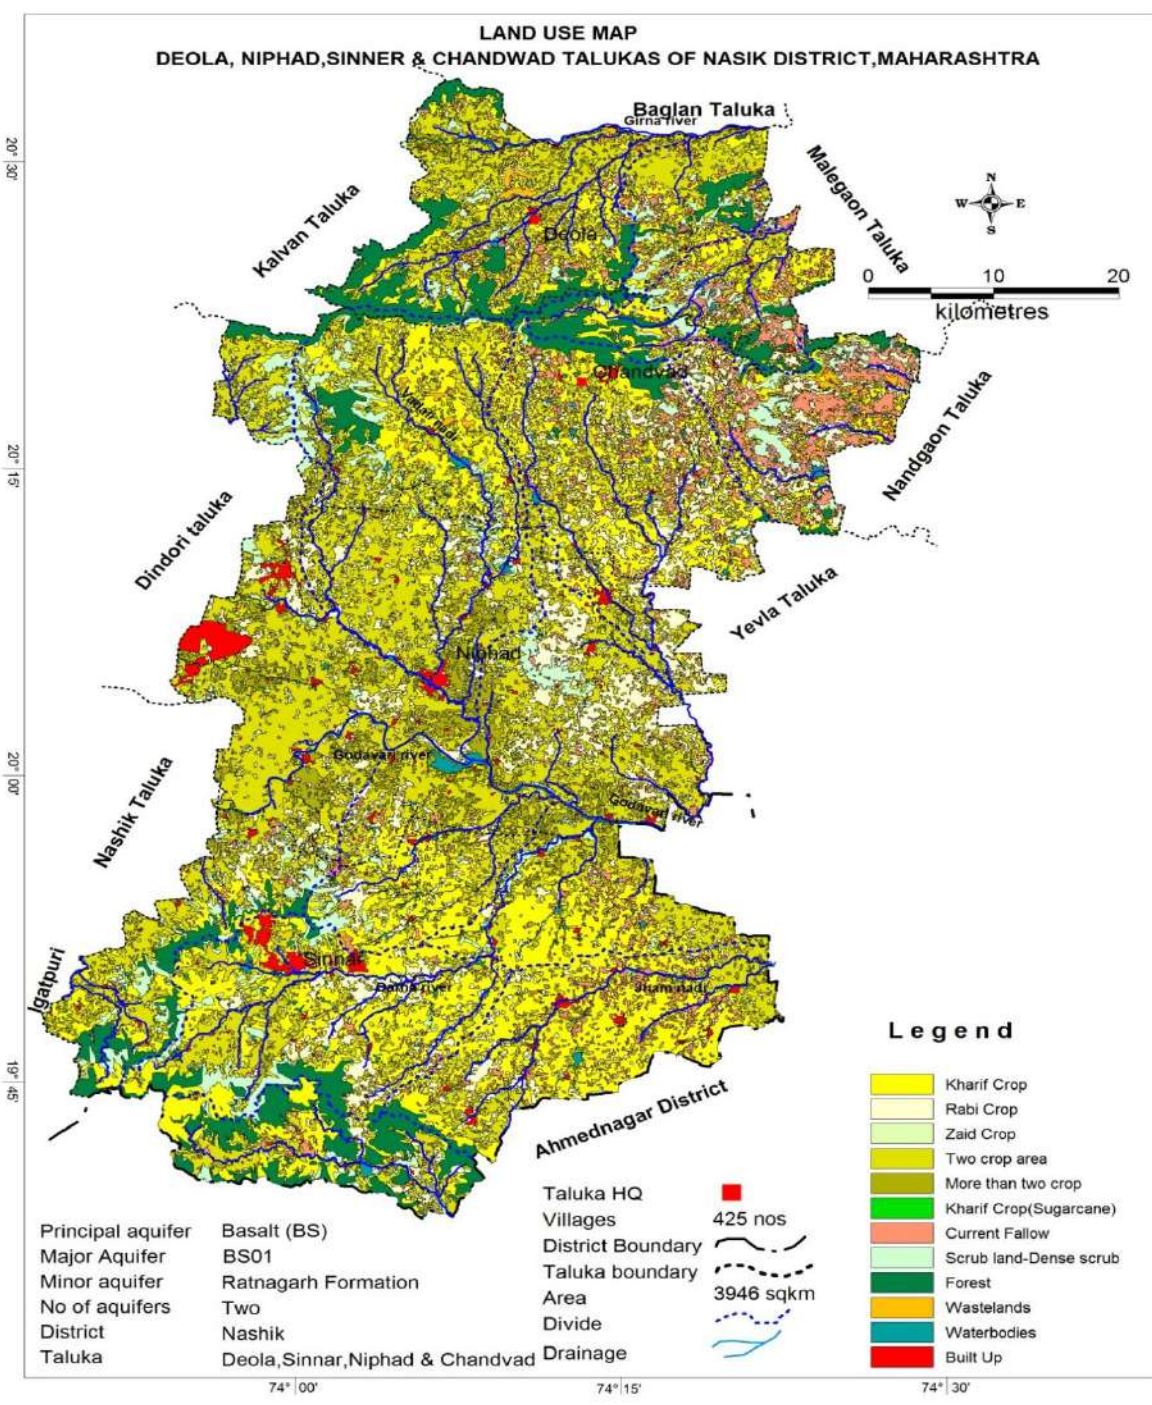 LAND USE MAP
DEOLA, NIPHAD,SINNER & CHANDWAD TALUKAS OF NASIK DISTRICT,MAHARASHTRA
Baglan Taluka
Girna river
20° 30'
Malegaon Taluka
N
W E
S
Kalvan Taluka
Deola
0 10 20
kilometres
Chandvad
nadi
Nandgaon Taluka
20° 15'
Dindori taluka
Yevla Taluka
Niphad
Godavari river
20° 00'
Godavari river
Nashik Taluka
Sinnar
Igatpuri
Darna river
Jham nadi
19° 45'
Ahmednagar District
Legend
Kharif Crop
Rabi Crop
Zaid Crop
Two crop area
More than two crop
Kharif Crop(Sugarcane)
Current Fallow
Scrub land-Dense scrub
Forest
Wastelands
Waterbodies
Built Up
Taluka HQ
Villages 425 nos
District Boundary
Taluka boundary
Area 3946 sqkm
Divide
Drainage
Principal aquifer Basalt (BS)
Major Aquifer BS01
Minor aquifer Ratnagarh Formation
No of aquifers Two
District Nashik
Taluka Deola,Sinnar,Niphad & Chandvad
74° 00' 74° 15' 74° 30'